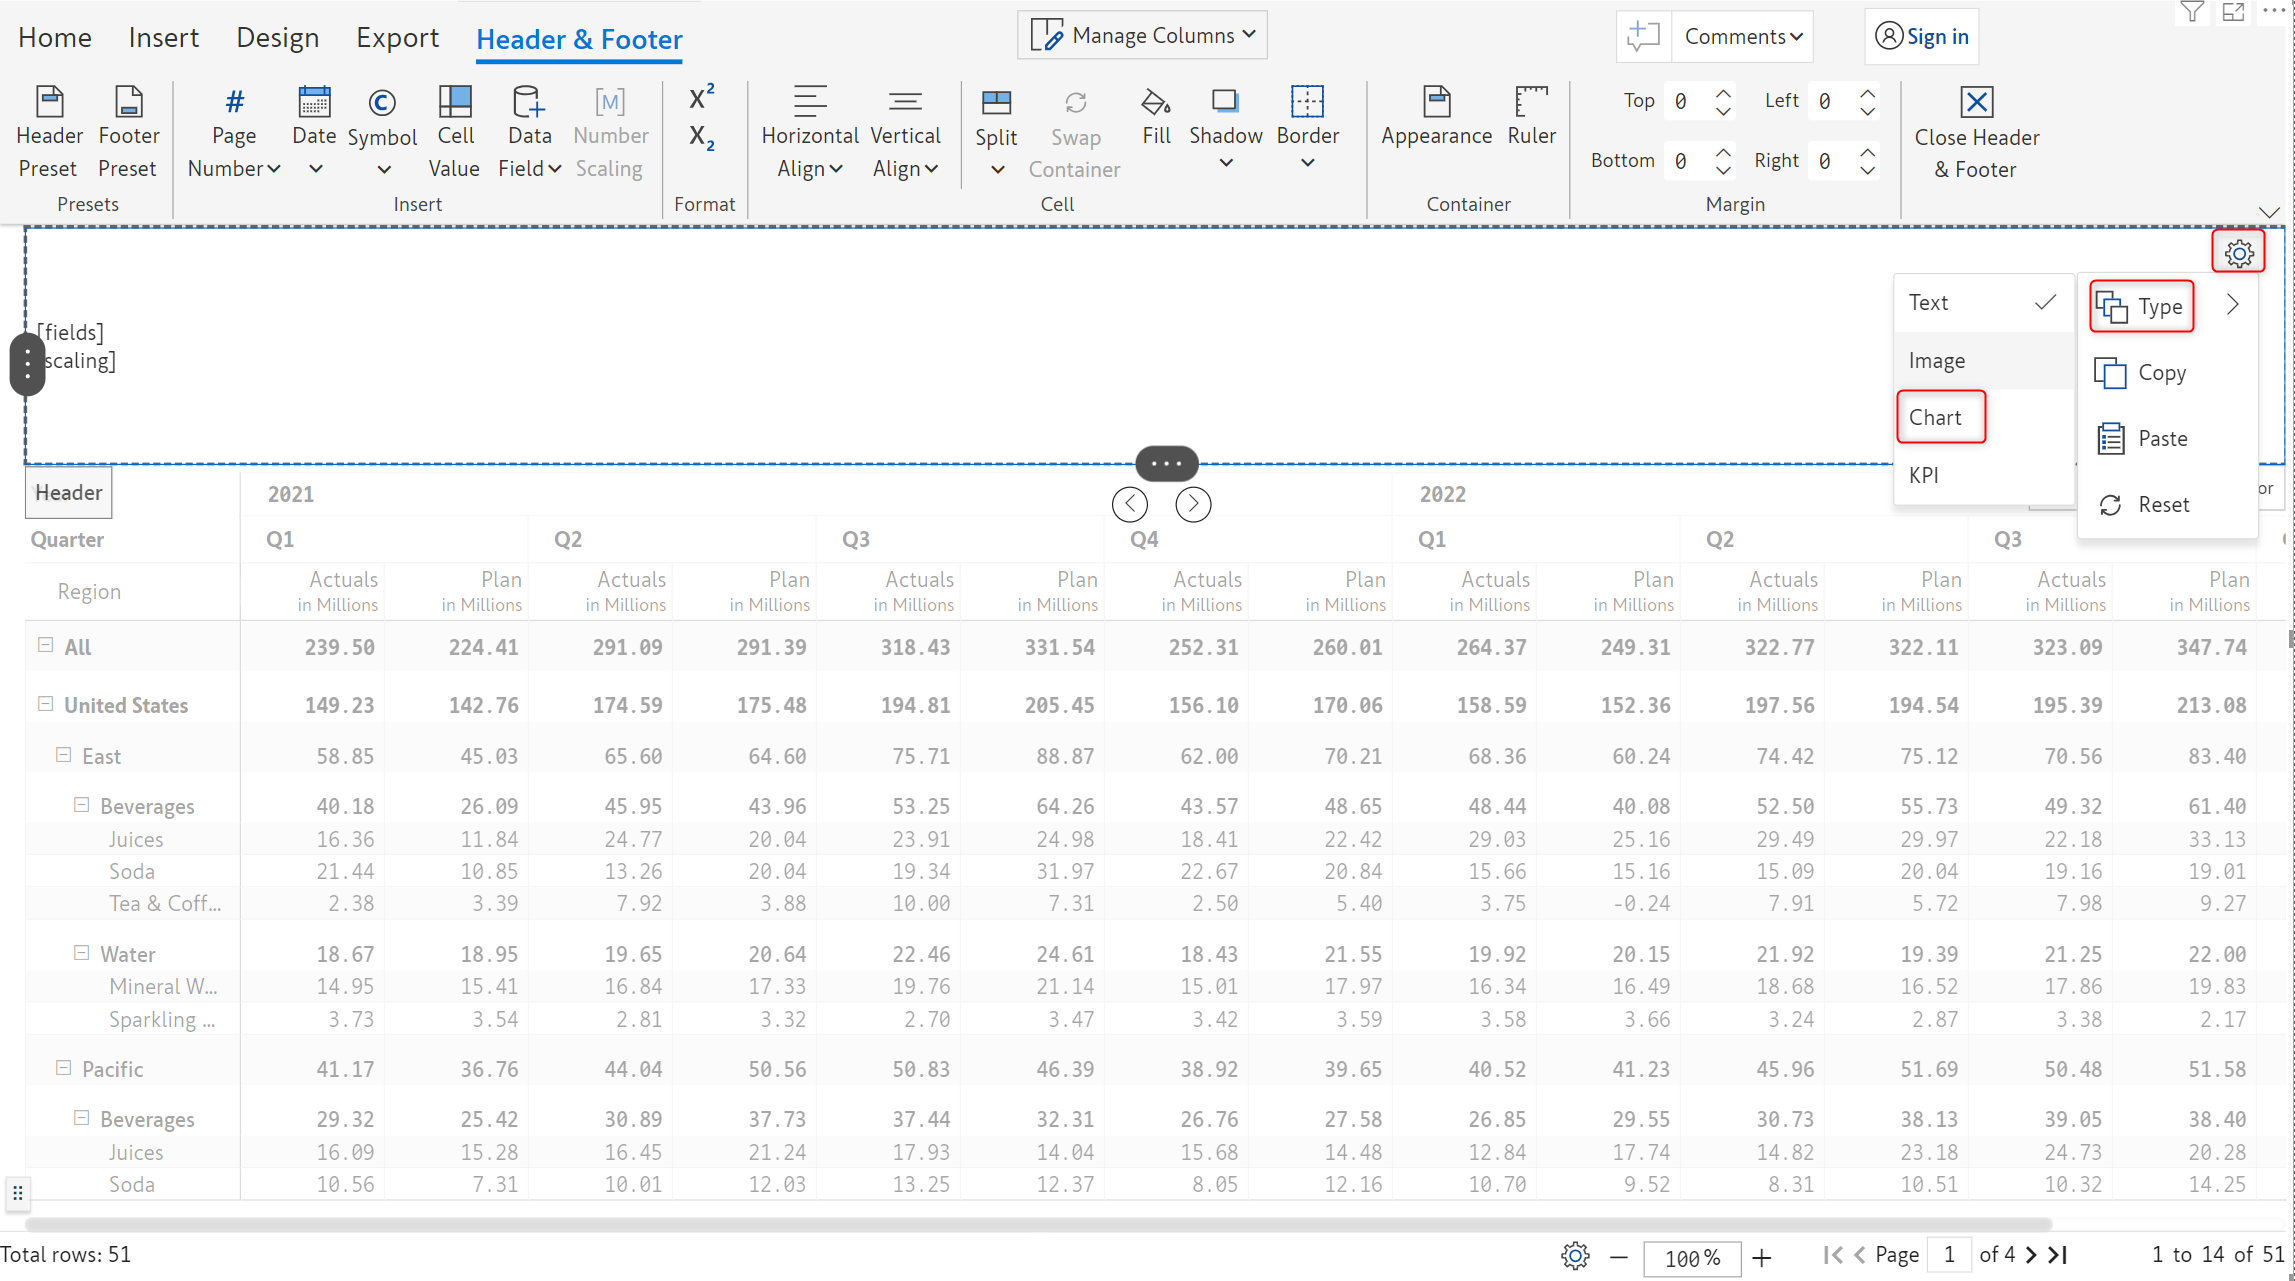 Home Insert Design Export Header & Footer Manage Columns Comments Sign in
Header Preset Footer Preset # Page Number Date Symbol Cell Value Data Field [M] Number Scaling X² X₂ Horizontal Align Vertical Align Split Swap Container Fill Shadow Border Appearance Ruler Top 0 Left 0 Bottom 0 Right 0 Close Header & Footer
Presets Insert Format Cell Container Margin
[fields]
scaling]
Text Type
Image Copy
Chart Paste
KPI Reset
Header 2021 2022 or
Quarter Q1 Q2 Q3 Q4 Q1 Q2 Q3
Region Actuals Plan Actuals Plan Actuals Plan Actuals Plan Actuals Plan Actuals Plan Actuals Plan
in Millions in Millions in Millions in Millions in Millions in Millions in Millions in Millions in Millions in Millions in Millions in Millions in Millions in Millions
All 239.50 224.41 291.09 291.39 318.43 331.54 252.31 260.01 264.37 249.31 322.77 322.11 323.09 347.74
United States 149.23 142.76 174.59 175.48 194.81 205.45 156.10 170.06 158.59 152.36 197.56 194.54 195.39 213.08
East 58.85 45.03 65.60 64.60 75.71 88.87 62.00 70.21 68.36 60.24 74.42 75.12 70.56 83.40
Beverages 40.18 26.09 45.95 43.96 53.25 64.26 43.57 48.65 48.44 40.08 52.50 55.73 49.32 61.40
Juices 16.36 11.84 24.77 20.04 23.91 24.98 18.41 22.42 29.03 25.16 29.49 29.97 22.18 33.13
Soda 21.44 10.85 13.26 20.04 19.34 31.97 22.67 20.84 15.66 15.16 15.09 20.04 19.16 19.01
Tea & Coff... 2.38 3.39 7.92 3.88 10.00 7.31 2.50 5.40 3.75 -0.24 7.91 5.72 7.98 9.27
Water 18.67 18.95 19.65 20.64 22.46 24.61 18.43 21.55 19.92 20.15 21.92 19.39 21.25 22.00
Mineral W... 14.95 15.41 16.84 17.33 19.76 21.14 15.01 17.97 16.34 16.49 18.68 16.52 17.86 19.83
Sparkling ... 3.73 3.54 2.81 3.32 2.70 3.47 3.42 3.59 3.58 3.66 3.24 2.87 3.38 2.17
Pacific 41.17 36.76 44.04 50.56 50.83 46.39 38.92 39.65 40.52 41.23 45.96 51.69 50.48 51.58
Beverages 29.32 25.42 30.89 37.73 37.44 32.31 26.76 27.58 26.85 29.55 30.73 38.13 39.05 38.40
Juices 16.09 15.28 16.45 21.24 17.93 14.04 15.68 14.48 12.84 17.74 14.82 23.18 24.73 20.28
Soda 10.56 7.31 10.01 12.03 13.25 12.37 8.05 12.16 10.70 9.52 8.31 10.51 10.32 14.25
Total rows: 51 100% Page 1 of 4 1 to 14 of 51